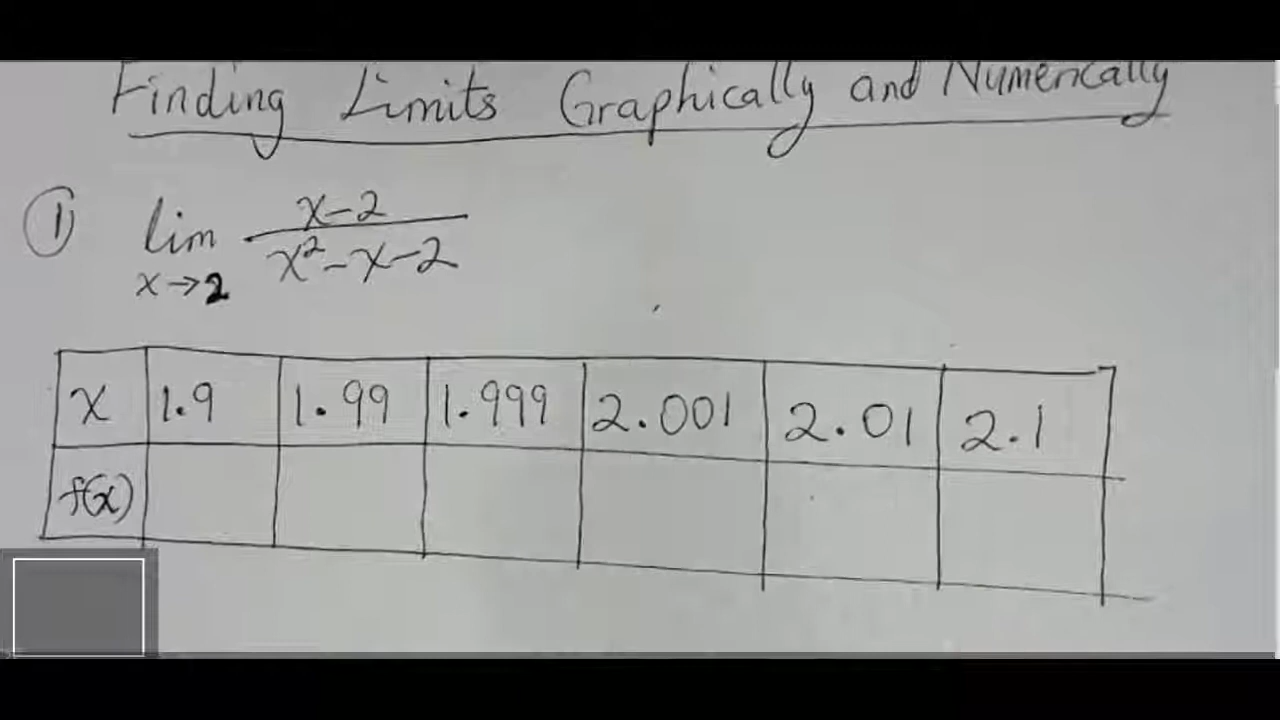 Finding Limits Graphically and Numerically
① lim x→2 x-2 / x²-x-2
x 1.9 1.99 1.999 2.001 2.01 2.1
f(x)